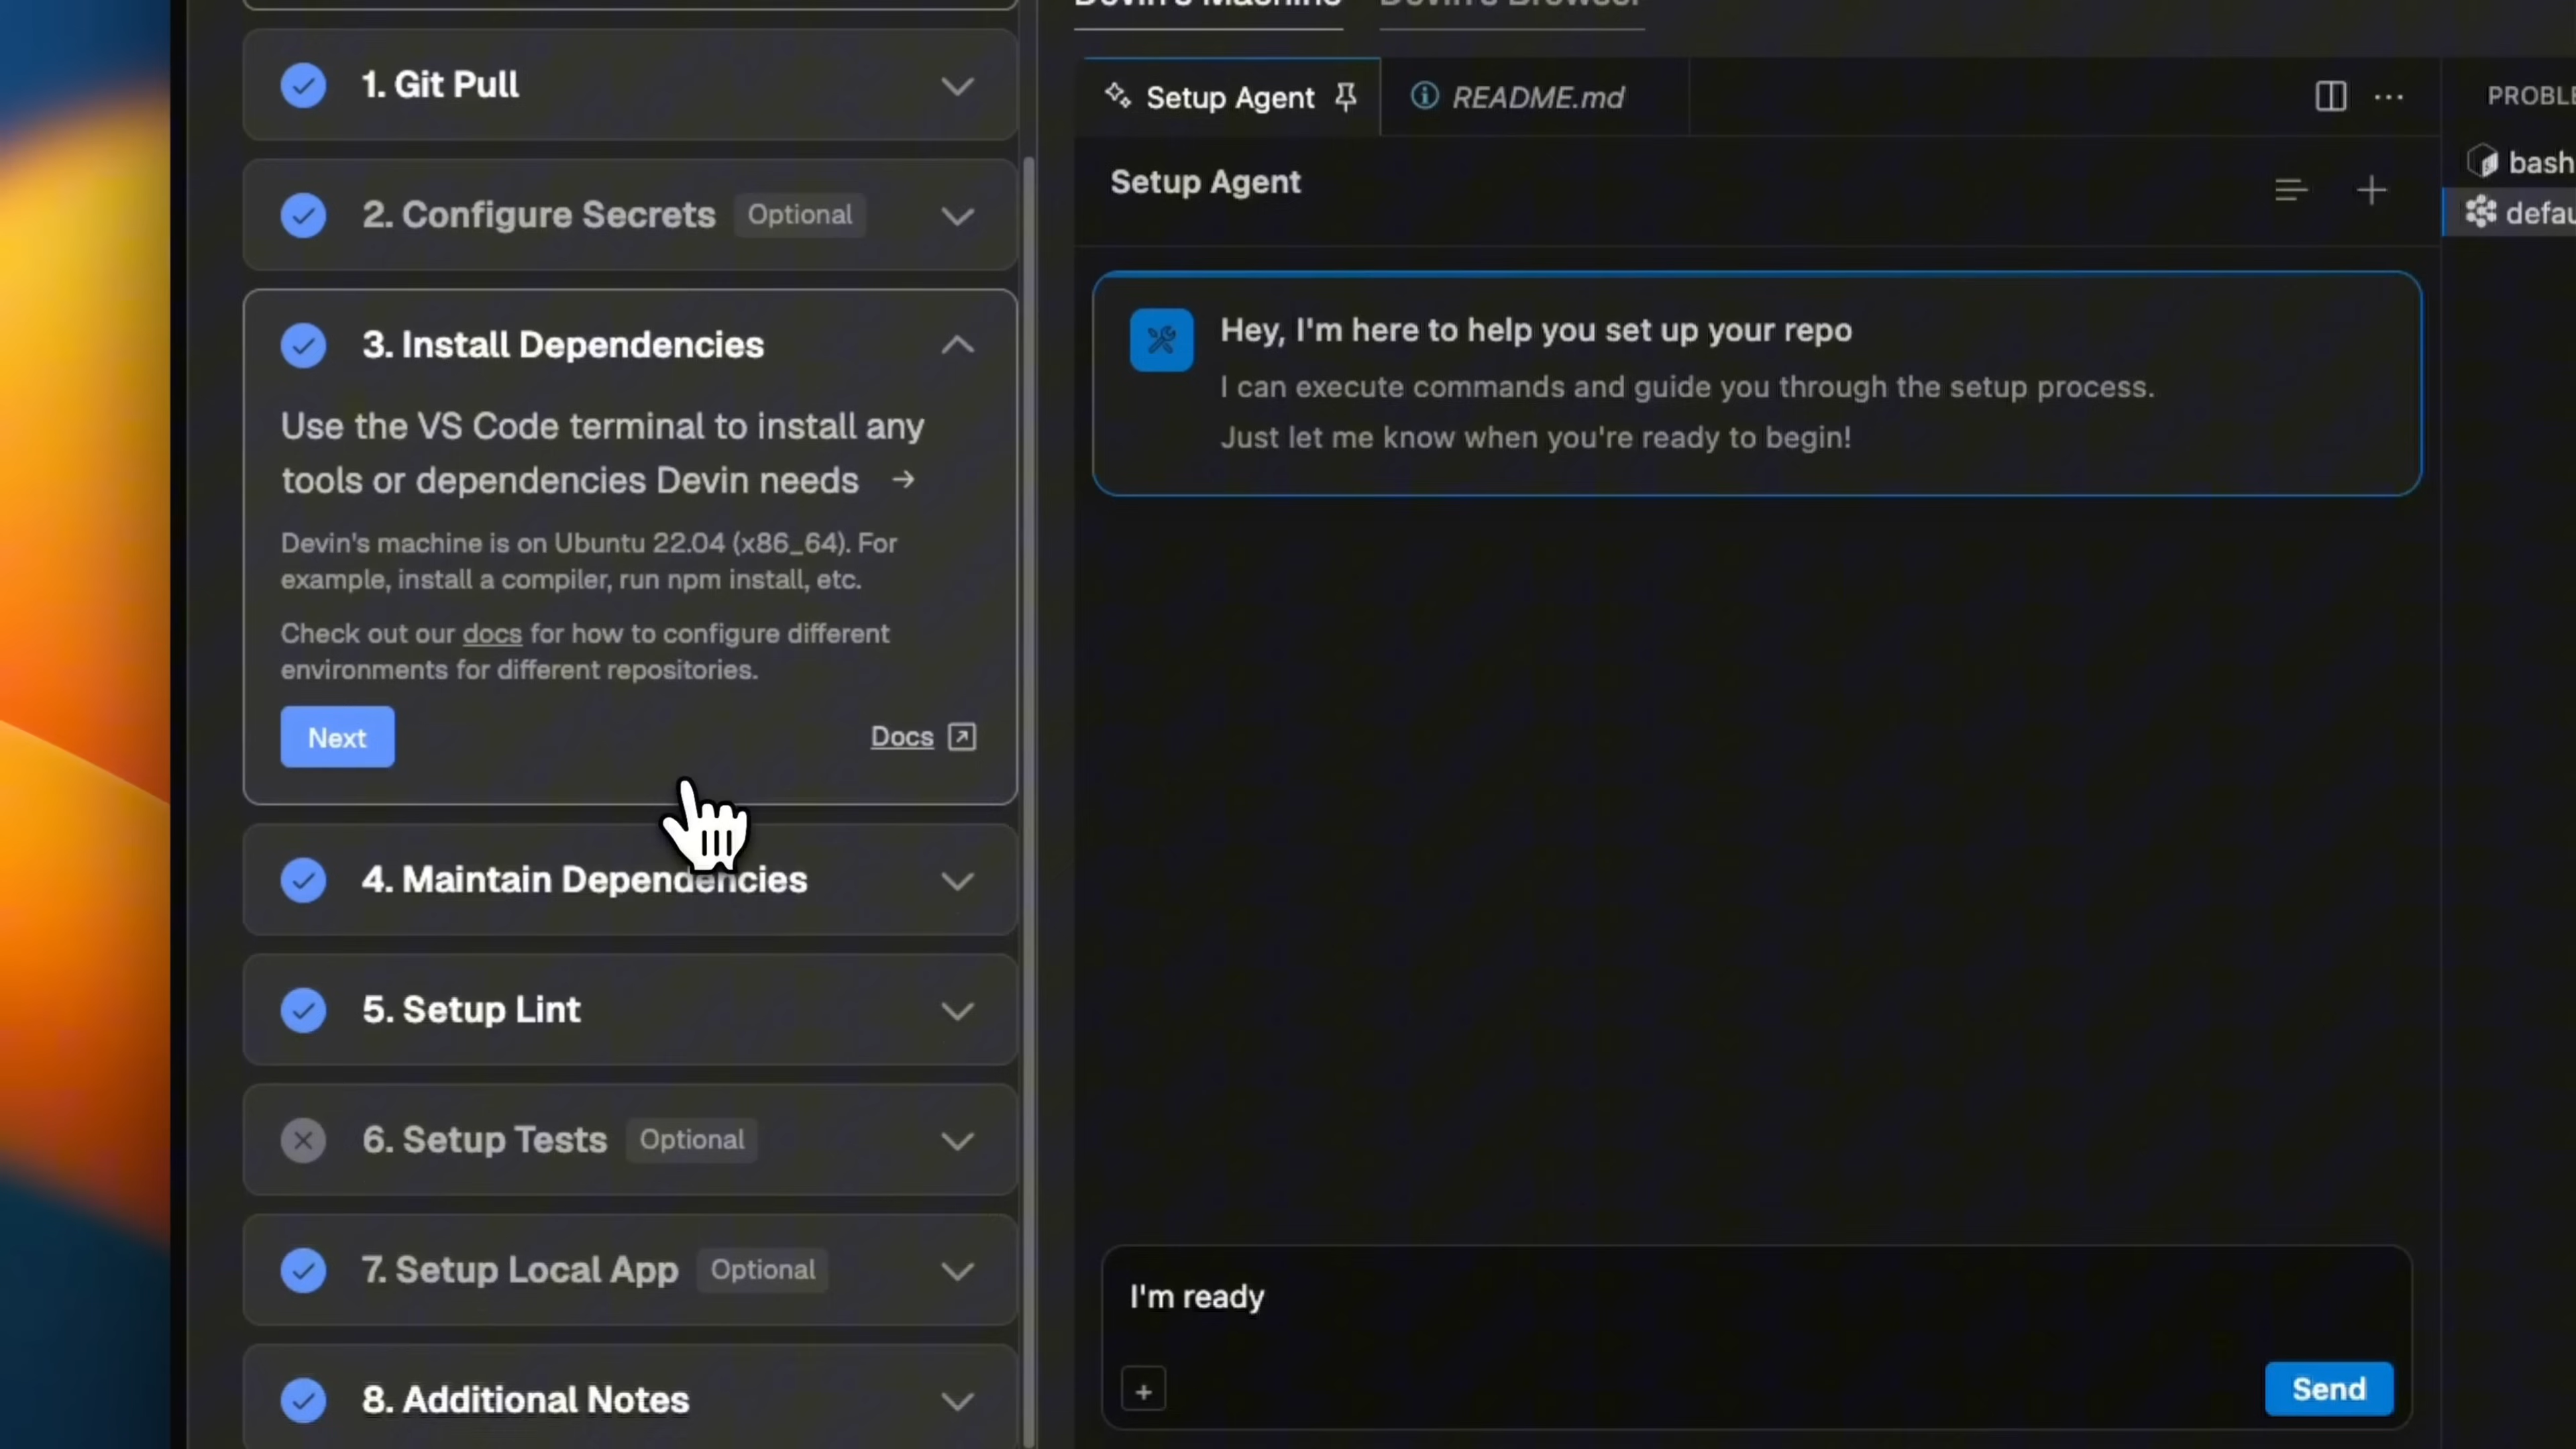 Devin's Machine
Devin's Browser
1. Git Pull
2. Configure Secrets
Optional
3. Install Dependencies
Use the VS Code terminal to install any
tools or dependencies Devin needs →
Devin's machine is on Ubuntu 22.04 (x86_64). For
example, install a compiler, run npm install, etc.
Check out our docs for how to configure different
environments for different repositories.
Next
Docs
4. Maintain Dependencies
5. Setup Lint
6. Setup Tests
Optional
7. Setup Local App
Optional
8. Additional Notes
Setup Agent
README.md
Setup Agent
Hey, I'm here to help you set up your repo
I can execute commands and guide you through the setup process.
Just let me know when you're ready to begin!
I'm ready
Send
bash